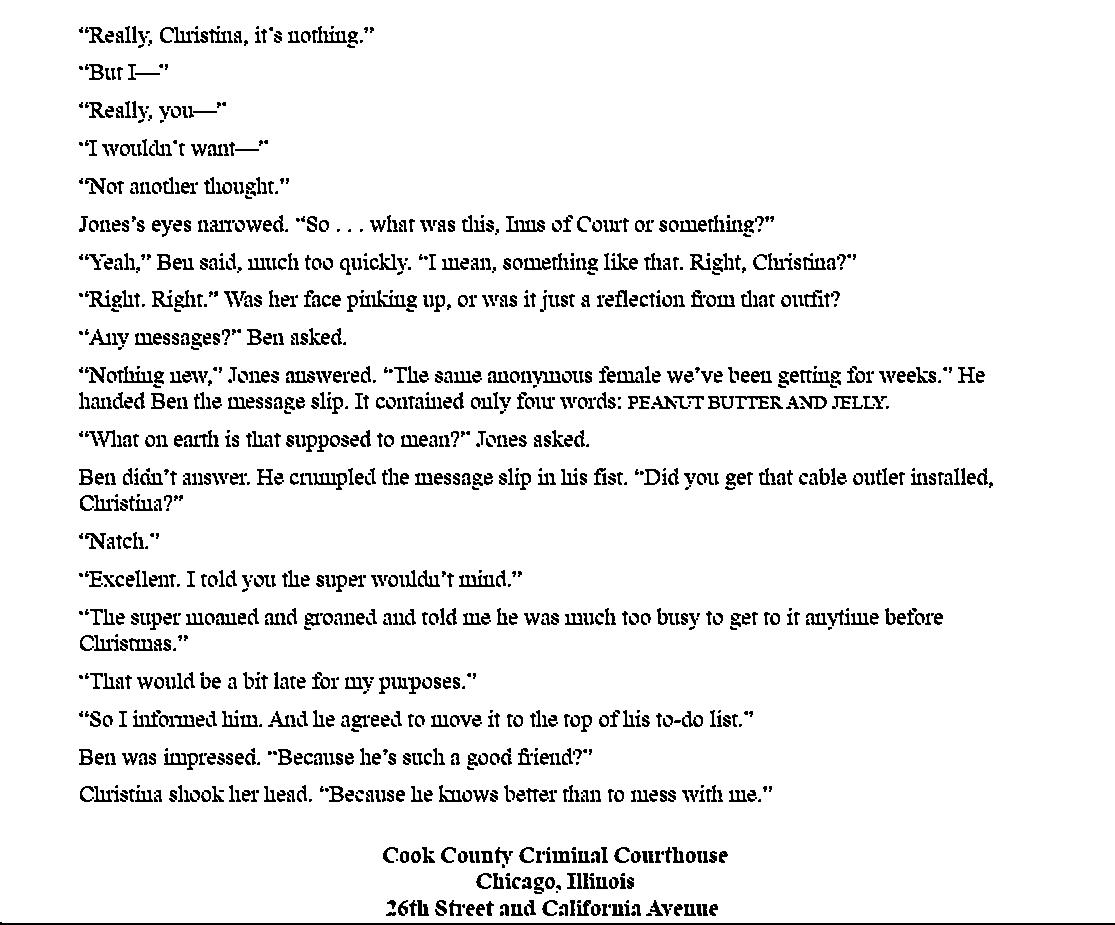 “Really, Christina, it’s nothing.”
“But I—”
“Really, you—”
“I wouldn’t want—”
“Not another thought.”
Jones’s eyes narrowed. “So . . . what was this, Inns of Court or something?”
“Yeah,” Ben said, much too quickly. “I mean, something like that. Right, Christina?”
“Right. Right.” Was her face pinking up, or was it just a reflection from that outfit?
“Any messages?” Ben asked.
“Nothing new,” Jones answered. “The same anonymous female we’ve been getting for weeks.” He
handed Ben the message slip. It contained only four words: PEANUT BUTTER AND JELLY.
“What on earth is that supposed to mean?” Jones asked.
Ben didn’t answer. He crumpled the message slip in his fist. “Did you get that cable outlet installed,
Christina?”
“Natch.”
“Excellent. I told you the super wouldn’t mind.”
“The super moaned and groaned and told me he was much too busy to get to it anytime before
Christmas.”
“That would be a bit late for my purposes.”
“So I informed him. And he agreed to move it to the top of his to-do list.”
Ben was impressed. “Because he’s such a good friend?”
Christina shook her head. “Because he knows better than to mess with me.”
Cook County Criminal Courthouse
Chicago, Illinois
26th Street and California Avenue